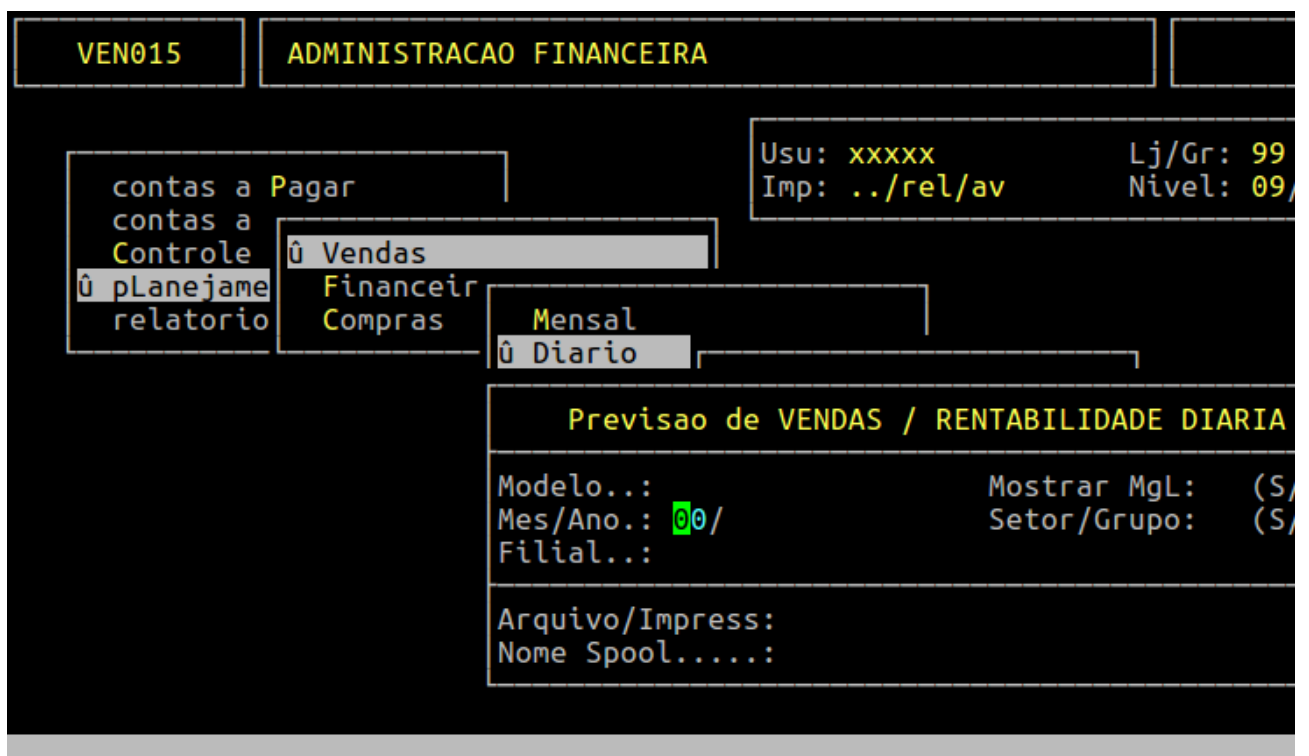 VEN015 ADMINISTRACAO FINANCEIRA
Usu: xxxxx Lj/Gr: 99
Imp: ../rel/av Nivel: 09/
contas a Pagar
contas a
Controle û Vendas
û pLanejame Financeir
relatorio Compras Mensal
û Diario
Previsao de VENDAS / RENTABILIDADE DIARIA
Modelo..: Mostrar MgL: (S/
Mes/Ano.: 00/ Setor/Grupo: (S/
Filial..:
Arquivo/Impress:
Nome Spool.....: